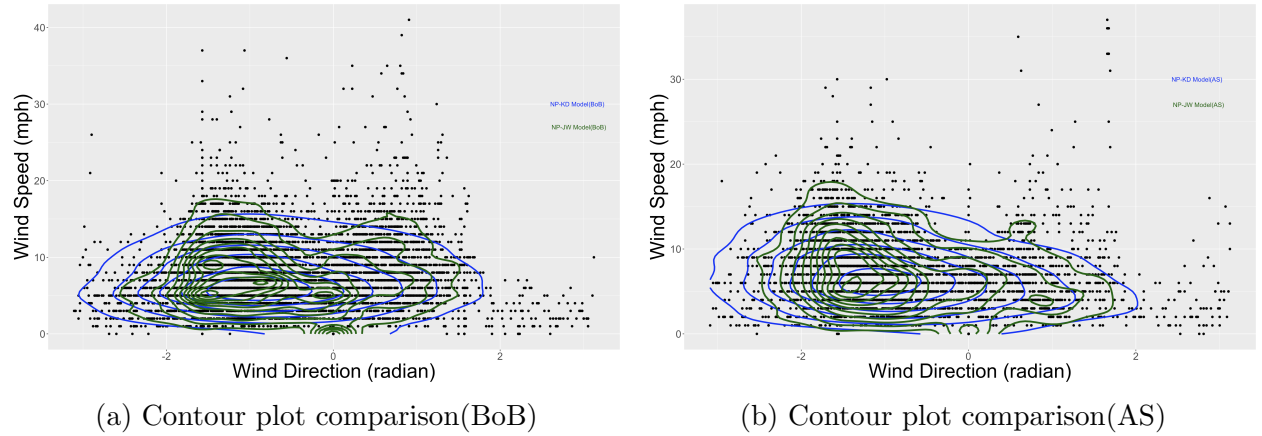 40
30
20
10
0
Wind Speed (mph)
NP-KD Model(BoB)
NP-JW Model(BoB)
-2
0
2
Wind Direction (radian)
(a) Contour plot comparison(BoB)
30
20
10
0
Wind Speed (mph)
NP-KD Model(AS)
NP-JW Model(AS)
-2
0
2
Wind Direction (radian)
(b) Contour plot comparison(AS)